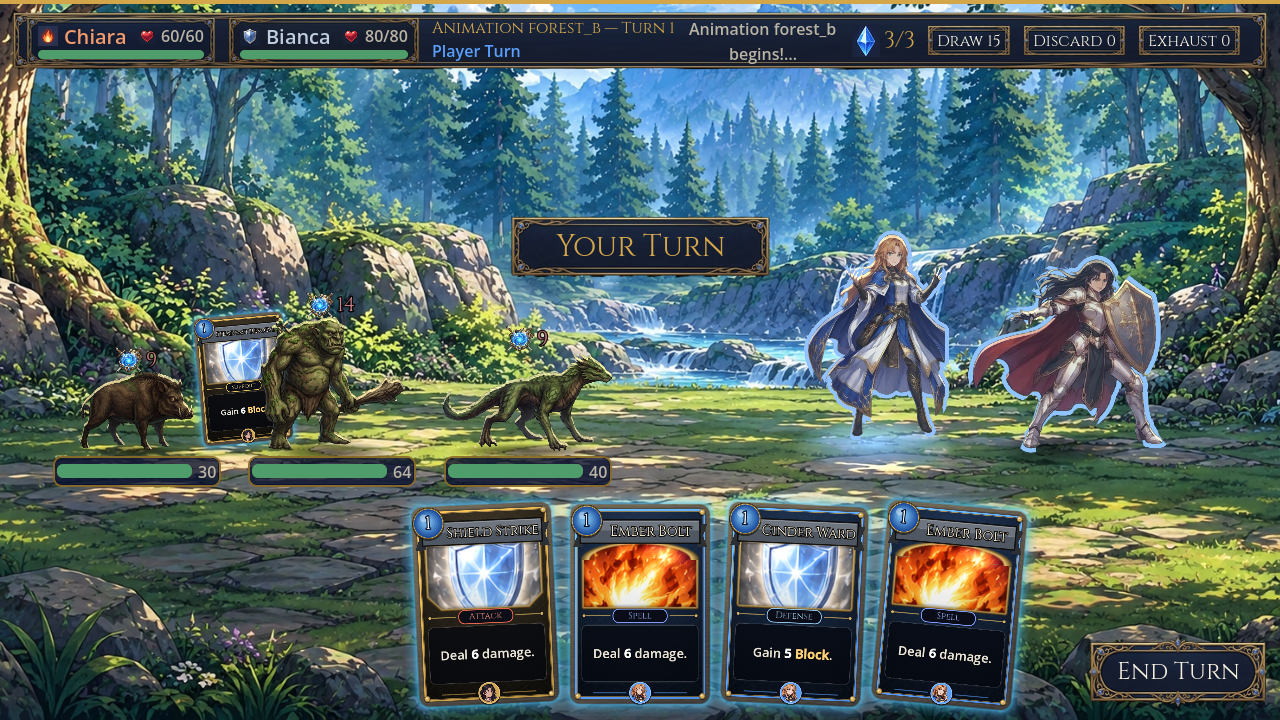 Chiara 60/60
Bianca 80/80
Animation forest_b — Turn 1
Player Turn
Animation forest_b
begins!...
3/3
Draw 15
Discard 0
Exhaust 0
Your Turn
14
9
9
1
Gain 6 Bloc
30
64
40
1
Shield Strike
Attack
Deal 6 damage.
1
Ember Bolt
Spell
Deal 6 damage.
1
Cinder Ward
Defense
Gain 5 Block.
1
Ember Bolt
Spell
Deal 6 damage.
End Turn